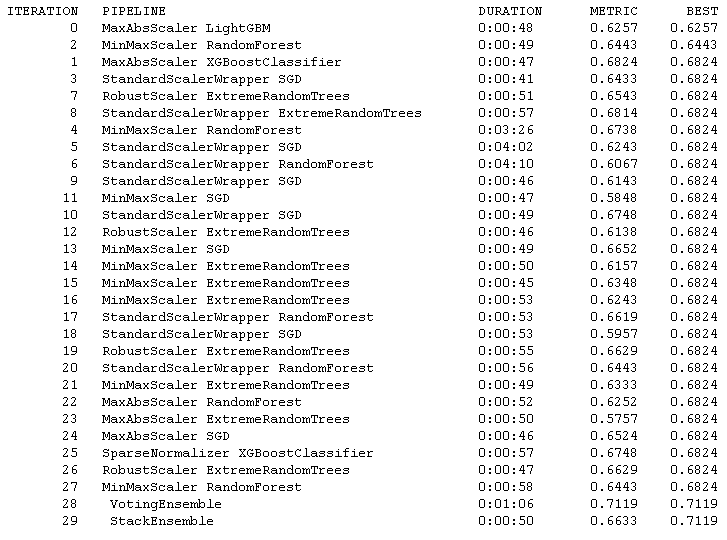 ITERATION PIPELINE DURATION METRIC BEST
0 MaxAbsScaler LightGBM 0:00:48 0.6257 0.6257
2 MinMaxScaler RandomForest 0:00:49 0.6443 0.6443
1 MaxAbsScaler XGBoostClassifier 0:00:47 0.6824 0.6824
3 StandardScalerWrapper SGD 0:00:41 0.6433 0.6824
7 RobustScaler ExtremeRandomTrees 0:00:51 0.6543 0.6824
8 StandardScalerWrapper ExtremeRandomTrees 0:00:57 0.6814 0.6824
4 MinMaxScaler RandomForest 0:03:26 0.6738 0.6824
5 StandardScalerWrapper SGD 0:04:02 0.6243 0.6824
6 StandardScalerWrapper RandomForest 0:04:10 0.6067 0.6824
9 StandardScalerWrapper SGD 0:00:46 0.6143 0.6824
11 MinMaxScaler SGD 0:00:47 0.5848 0.6824
10 StandardScalerWrapper SGD 0:00:49 0.6748 0.6824
12 RobustScaler ExtremeRandomTrees 0:00:46 0.6138 0.6824
13 MinMaxScaler SGD 0:00:49 0.6652 0.6824
14 MinMaxScaler ExtremeRandomTrees 0:00:50 0.6157 0.6824
15 MinMaxScaler ExtremeRandomTrees 0:00:45 0.6348 0.6824
16 MinMaxScaler ExtremeRandomTrees 0:00:53 0.6243 0.6824
17 StandardScalerWrapper RandomForest 0:00:53 0.6619 0.6824
18 StandardScalerWrapper SGD 0:00:53 0.5957 0.6824
19 RobustScaler ExtremeRandomTrees 0:00:55 0.6629 0.6824
20 StandardScalerWrapper RandomForest 0:00:56 0.6443 0.6824
21 MinMaxScaler ExtremeRandomTrees 0:00:49 0.6333 0.6824
22 MaxAbsScaler RandomForest 0:00:52 0.6252 0.6824
23 MaxAbsScaler ExtremeRandomTrees 0:00:50 0.5757 0.6824
24 MaxAbsScaler SGD 0:00:46 0.6524 0.6824
25 SparseNormalizer XGBoostClassifier 0:00:57 0.6748 0.6824
26 RobustScaler ExtremeRandomTrees 0:00:47 0.6629 0.6824
27 MinMaxScaler RandomForest 0:00:58 0.6443 0.6824
28 VotingEnsemble 0:01:06 0.7119 0.7119
29 StackEnsemble 0:00:50 0.6633 0.7119